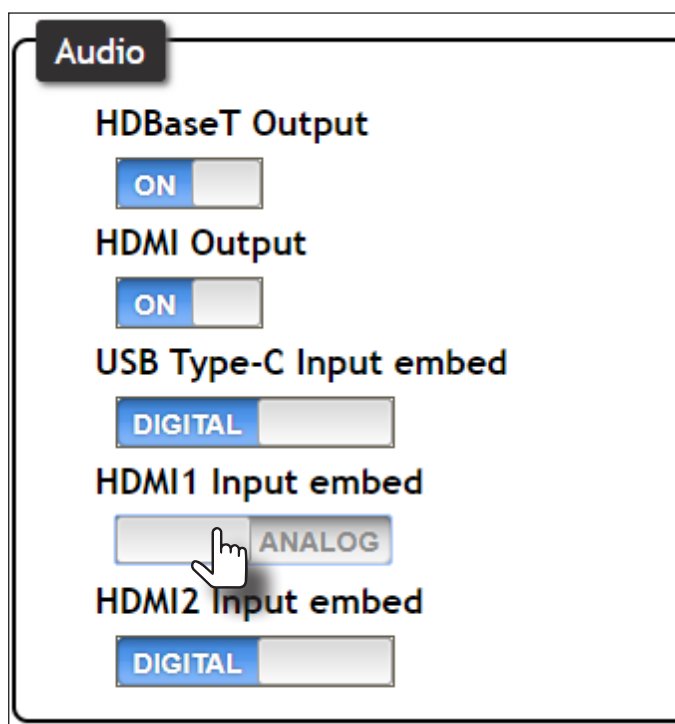 Audio
HDBaseT Output
ON
HDMI Output
ON
USB Type-C Input embed
DIGITAL
HDMI1 Input embed
ANALOG
HDMI2 Input embed
DIGITAL